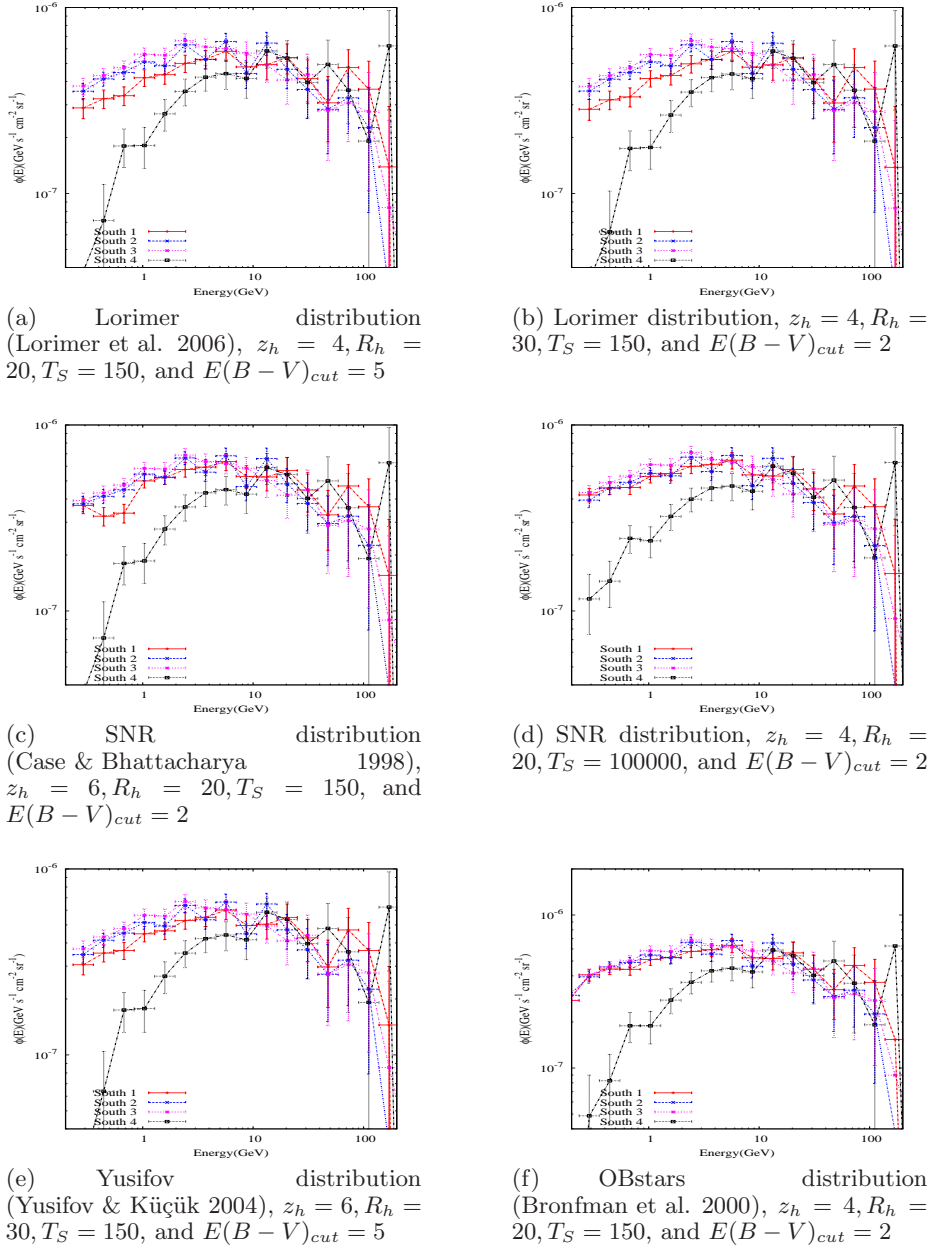 10⁻⁶
10⁻⁷
ϕ(E)(GeV s⁻¹ cm⁻² sr⁻¹)
South 1
South 2
South 3
South 4
1 10 100
Energy(GeV)
(a) Lorimer distribution
(Lorimer et al. 2006), z_h = 4, R_h =
20, T_S = 150, and E(B − V)_cut = 5
10⁻⁶
10⁻⁷
ϕ(E)(GeV s⁻¹ cm⁻² sr⁻¹)
South 1
South 2
South 3
South 4
1 10 100
Energy(GeV)
(b) Lorimer distribution, z_h = 4, R_h =
30, T_S = 150, and E(B − V)_cut = 2
10⁻⁶
10⁻⁷
ϕ(E)(GeV s⁻¹ cm⁻² sr⁻¹)
South 1
South 2
South 3
South 4
1 10 100
Energy(GeV)
(c) SNR distribution
(Case & Bhattacharya 1998),
z_h = 6, R_h = 20, T_S = 150, and
E(B − V)_cut = 2
10⁻⁶
10⁻⁷
ϕ(E)(GeV s⁻¹ cm⁻² sr⁻¹)
South 1
South 2
South 3
South 4
1 10 100
Energy(GeV)
(d) SNR distribution, z_h = 4, R_h =
20, T_S = 100000, and E(B − V)_cut = 2
10⁻⁶
10⁻⁷
ϕ(E)(GeV s⁻¹ cm⁻² sr⁻¹)
South 1
South 2
South 3
South 4
1 10 100
Energy(GeV)
(e) Yusifov distribution
(Yusifov & Küçük 2004), z_h = 6, R_h =
30, T_S = 150, and E(B − V)_cut = 5
10⁻⁶
10⁻⁷
ϕ(E)(GeV s⁻¹ cm⁻² sr⁻¹)
South 1
South 2
South 3
South 4
1 10 100
Energy(GeV)
(f) OBstars distribution
(Bronfman et al. 2000), z_h = 4, R_h =
20, T_S = 150, and E(B − V)_cut = 2